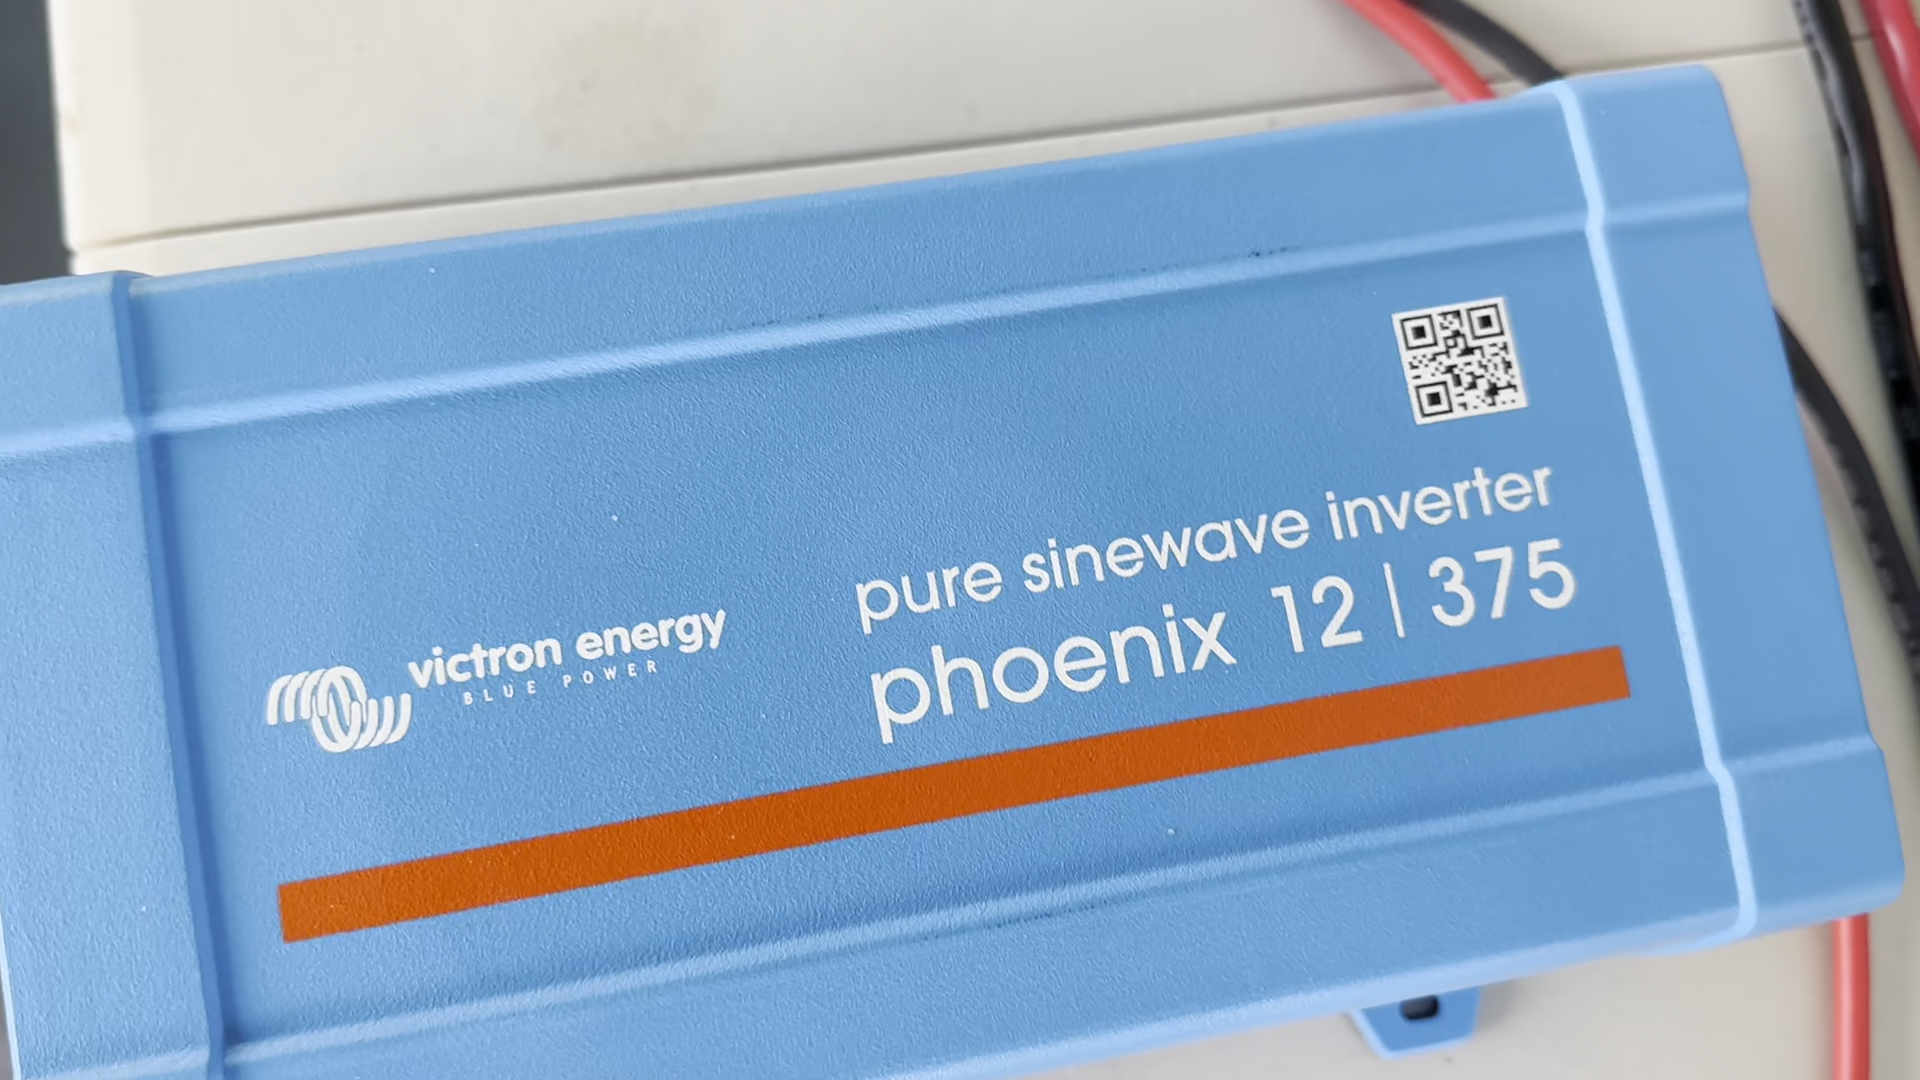 victron energy
BLUE POWER
pure sinewave inverter
phoenix 12 | 375